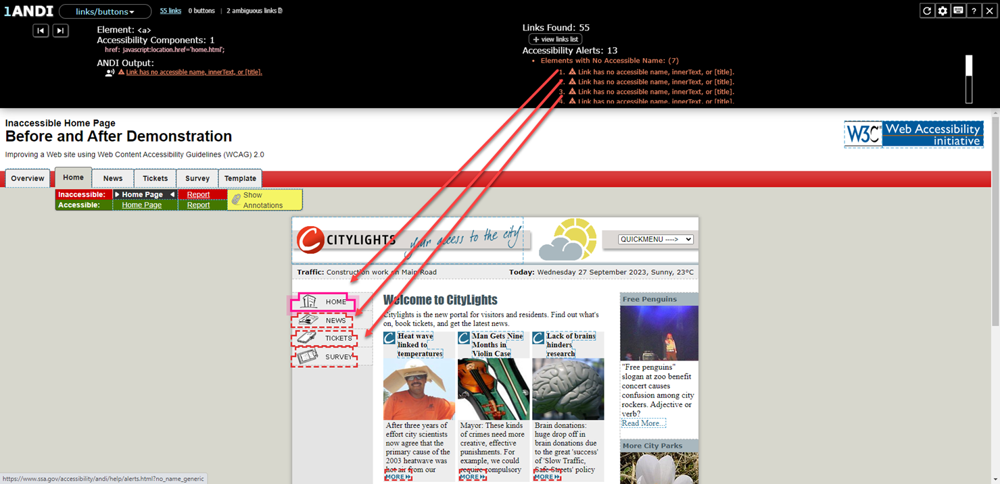 1ANDI links/buttons 55 links 0 buttons | 2 ambiguous links ?
Element: <a>
Accessibility Components: 1
href: javascript:location.href='home.html';
ANDI Output:
Link has no accessible name, innerText, or [title].
Links Found: 55
+ view links list
Accessibility Alerts: 13
• Elements with No Accessible Name: (7)
1. Link has no accessible name, innerText, or [title].
2. Link has no accessible name, innerText, or [title].
3. Link has no accessible name, innerText, or [title].
4. Link has no accessible name, innerText, or [title].
Inaccessible Home Page
Before and After Demonstration
Improving a Web site using Web Content Accessibility Guidelines (WCAG) 2.0
W3C Web Accessibility
initiative
Overview Home News Tickets Survey Template
Inaccessible: Home Page Report
Accessible: Home Page Report
Show
Annotations
CITYLIGHTS your access to the city
QUICKMENU ---->
Traffic: Construction work on Main Road
Today: Wednesday 27 September 2023, Sunny, 23°C
HOME
NEWS
TICKETS
SURVEY
Welcome to CityLights
Citylights is the new portal for visitors and residents. Find out what's
on, book tickets, and get the latest news.
Heat wave
linked to
temperatures
After three years of
effort city scientists
now agree that the
primary cause of the
2003 heatwave was
hot air from our
MORE
Man Gets Nine
Months in
Violin Case
Mayor: These kinds
of crimes need more
creative, effective
punishments. For
example, we could
require compulsory
MORE
Lack of brains
hinders
research
Brain donations:
huge drop off in
brain donations due
to the great 'success'
of 'Slow Traffic,
Safe Streets' policy
MORE
Free Penguins
"Free penguins"
slogan at zoo benefit
concert causes
confusion among city
rockers. Adjective or
verb?
Read More...
More City Parks
https://www.ssa.gov/accessibility/andi/help/alerts.html?no_name_generic